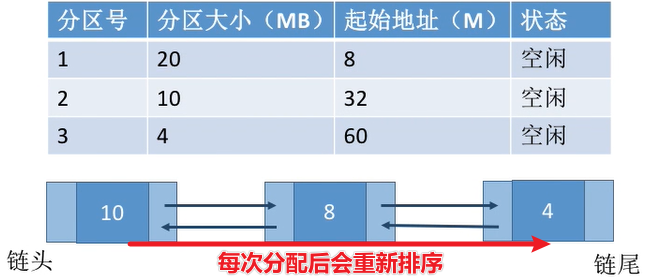 分区号 分区大小（MB） 起始地址（M） 状态
1 20 8 空闲
2 10 32 空闲
3 4 60 空闲
10 8 4
链头 每次分配后会重新排序 链尾